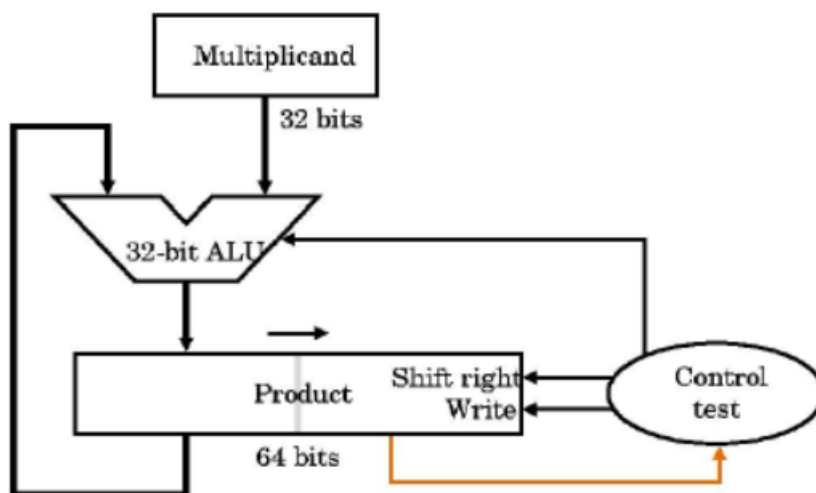 Multiplicand
32 bits
32-bit ALU
Shift right
Product
Write
64 bits
Control
test